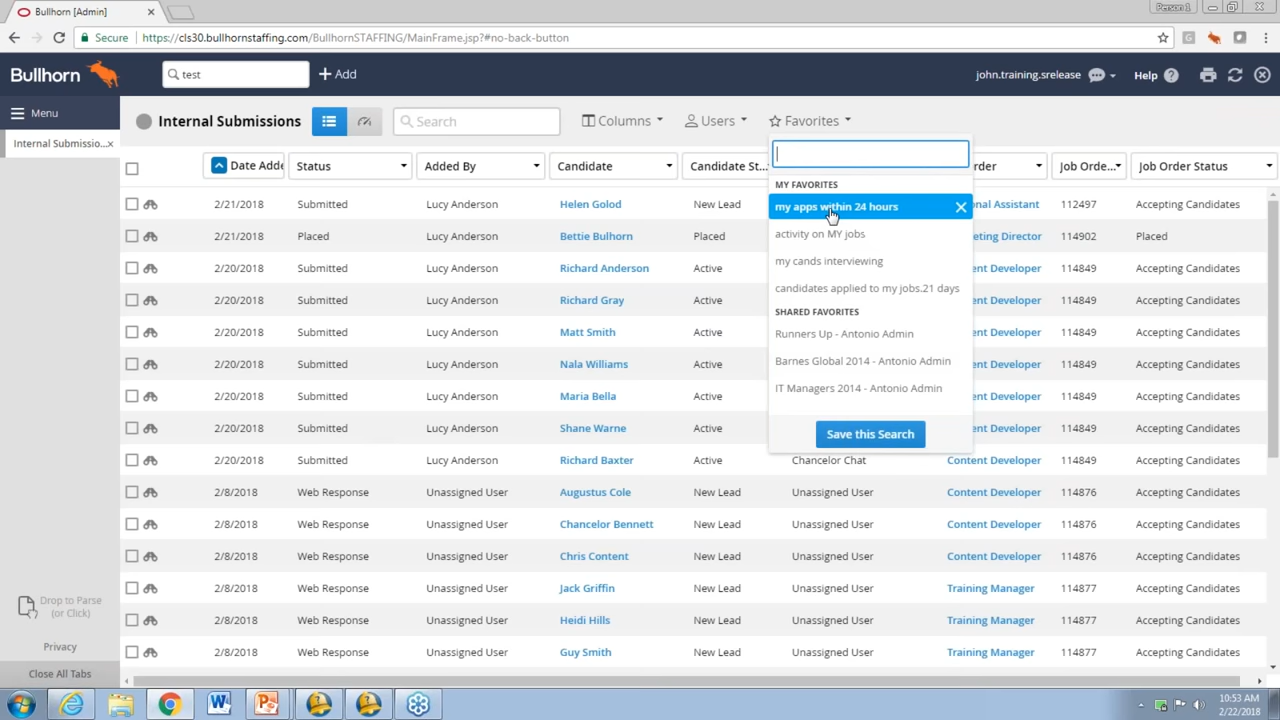 Bullhorn [Admin]
Person 1
Secure
https://cls30.bullhornstaffing.com/BullhornSTAFFING/MainFrame.jsp?#no-back-button
Bullhorn
test
Add
john.training.srelease
Help
Menu
Internal Submissio...
Internal Submissions
Search
Columns
Users
Favorites
Date Adde
Status
Added By
Candidate
Candidate St...
rder
Job Orde...
Job Order Status
MY FAVORITES
my apps within 24 hours
activity on MY jobs
my cands interviewing
candidates applied to my jobs.21 days
SHARED FAVORITES
Runners Up - Antonio Admin
Barnes Global 2014 - Antonio Admin
IT Managers 2014 - Antonio Admin
Save this Search
2/21/2018 Submitted Lucy Anderson Helen Golod New Lead nal Assistant 112497 Accepting Candidates
2/21/2018 Placed Lucy Anderson Bettie Bulhorn Placed eting Director 114902 Placed
2/20/2018 Submitted Lucy Anderson Richard Anderson Active ent Developer 114849 Accepting Candidates
2/20/2018 Submitted Lucy Anderson Richard Gray Active ent Developer 114849 Accepting Candidates
2/20/2018 Submitted Lucy Anderson Matt Smith Active ent Developer 114849 Accepting Candidates
2/20/2018 Submitted Lucy Anderson Nala Williams Active ent Developer 114849 Accepting Candidates
2/20/2018 Submitted Lucy Anderson Maria Bella Active ent Developer 114849 Accepting Candidates
2/20/2018 Submitted Lucy Anderson Shane Warne Active ent Developer 114849 Accepting Candidates
2/20/2018 Submitted Lucy Anderson Richard Baxter Active Chancelor Chat Content Developer 114849 Accepting Candidates
2/8/2018 Web Response Unassigned User Augustus Cole New Lead Unassigned User Content Developer 114876 Accepting Candidates
2/8/2018 Web Response Unassigned User Chancelor Bennett New Lead Unassigned User Content Developer 114876 Accepting Candidates
2/8/2018 Web Response Unassigned User Chris Content New Lead Unassigned User Content Developer 114876 Accepting Candidates
2/8/2018 Web Response Unassigned User Jack Griffin New Lead Unassigned User Training Manager 114877 Accepting Candidates
2/8/2018 Web Response Unassigned User Heidi Hills New Lead Unassigned User Training Manager 114877 Accepting Candidates
2/8/2018 Web Response Unassigned User Guy Smith New Lead Unassigned User Training Manager 114877 Accepting Candidates
Drop to Parse
(or Click)
Privacy
Close All Tabs
10:53 AM
2/22/2018